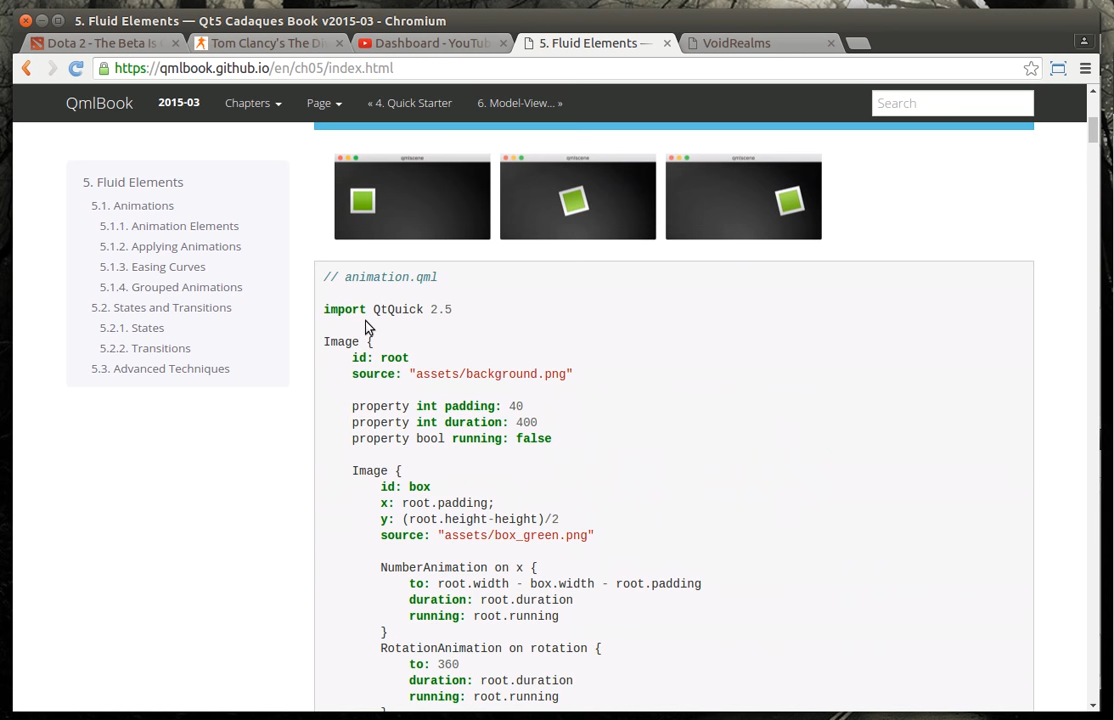 5. Fluid Elements — Qt5 Cadaques Book v2015-03 - Chromium
Dota 2 - The Beta Is
Tom Clancy's The Di
Dashboard - YouTub
5. Fluid Elements —
VoidRealms
https://qmlbook.github.io/en/ch05/index.html
QmlBook 2015-03 Chapters Page « 4. Quick Starter 6. Model-View... » Search
5. Fluid Elements
5.1. Animations
5.1.1. Animation Elements
5.1.2. Applying Animations
5.1.3. Easing Curves
5.1.4. Grouped Animations
5.2. States and Transitions
5.2.1. States
5.2.2. Transitions
5.3. Advanced Techniques
qmlscene
qmlscene
qmlscene
// animation.qml
import QtQuick 2.5
Image {
id: root
source: "assets/background.png"
property int padding: 40
property int duration: 400
property bool running: false
Image {
id: box
x: root.padding;
y: (root.height-height)/2
source: "assets/box_green.png"
NumberAnimation on x {
to: root.width - box.width - root.padding
duration: root.duration
running: root.running
}
RotationAnimation on rotation {
to: 360
duration: root.duration
running: root.running